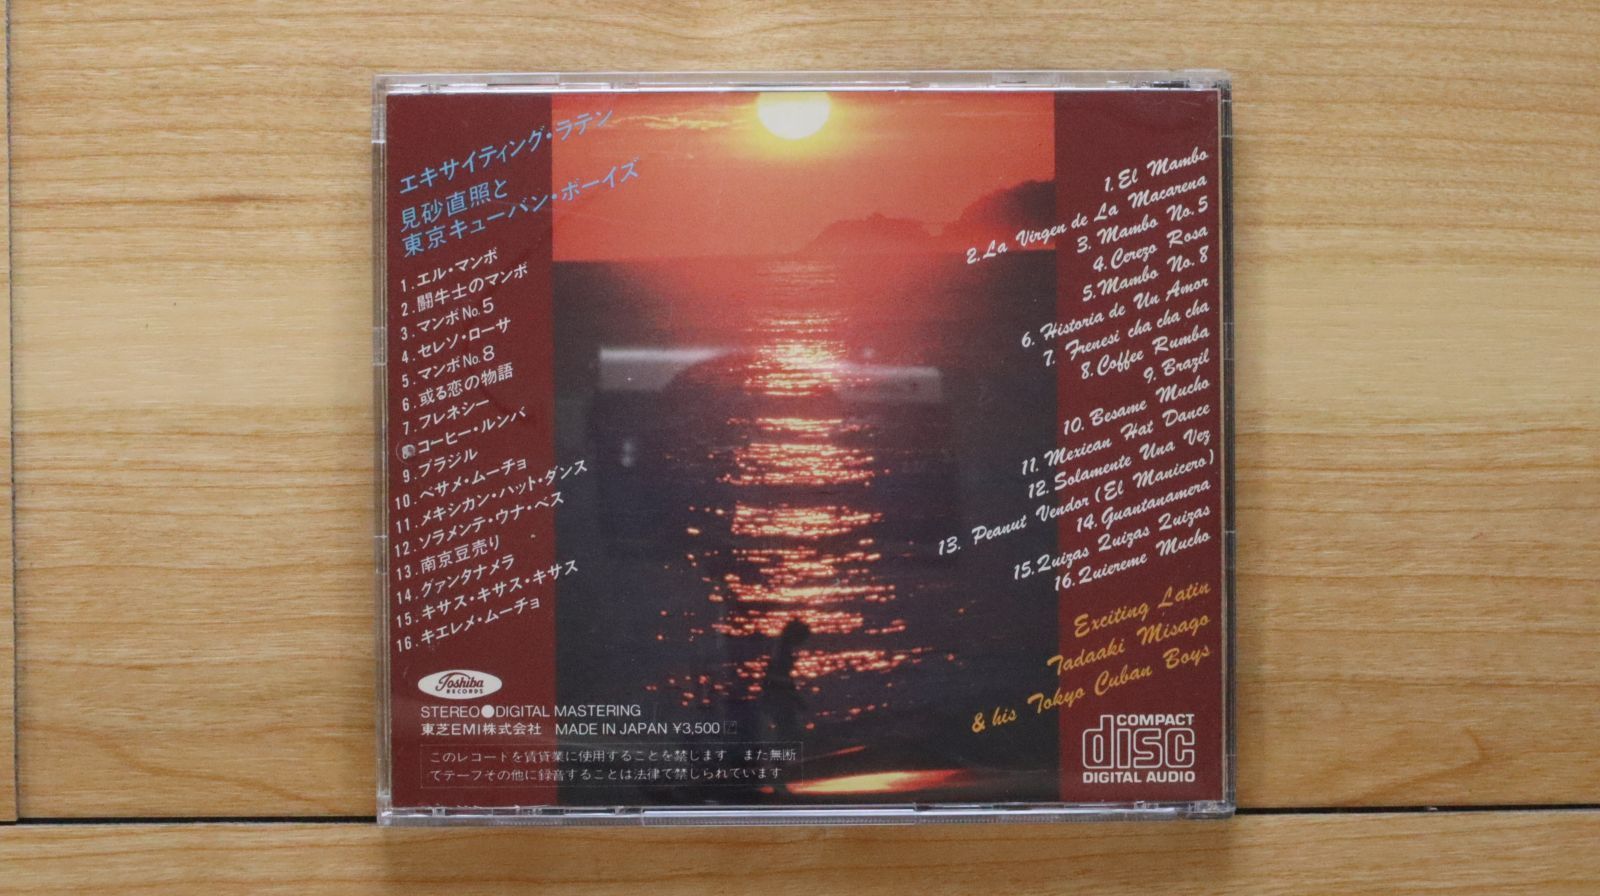 エキサイティング・ラテン
見砂直照と
東京キューバン・ボーイズ
1.エル・マンボ
2.闘牛士のマンボ
3.マンボNo.5
4.セレソ・ローサ
5.マンボNo.8
6.或る恋の物語
7.フレネシー
コーヒー・ルンバ
9.ブラジル
10.ベサメ・ムーチョ
11.メキシカン・ハット・ダンス
12.ソラメンテ・ウナ・ベス
13.南京豆売り
14.グァンタナメラ
15.キサス・キサス・キサス
16.キエレメ・ムーチョ
Toshiba
RECORDS
STEREO●DIGITAL MASTERING
東芝EMI株式会社 MADE IN JAPAN ¥3,500
このレコードを賃貸業に使用することを禁します また無断
でテープその他に録音することは法律で禁しられています
1. El Mambo
2. La Virgen de La Macarena
3. Mambo No. 5
4. Cerezo Rosa
5. Mambo No. 8
6. Historia de Un Amor
7. Frenesi cha cha cha
8. Coffee Rumba
9. Brazil
10. Besame Mucho
11. Mexican Hat Dance
12. Solamente Una Vez
13. Peanut Vendor (El Manicero)
14. Guantanamera
15. Quizas Quizas Quizas
16. Quiereme Mucho
Exciting Latin
Tadaaki Misago
& his Tokyo Cuban Boys
COMPACT
disc
DIGITAL AUDIO